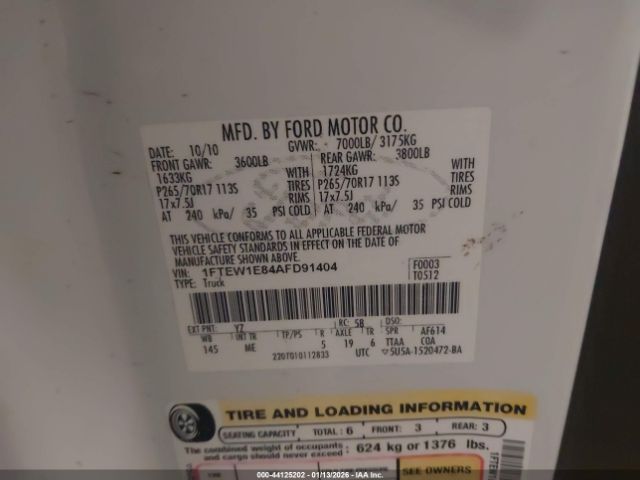 MFD. BY FORD MOTOR CO.
DATE: 10/10 GVWR: 7000LB/ 3175KG
FRONT GAWR: 3600LB REAR GAWR: 3800LB
1633KG WITH 1724KG WITH
P265/70R17 113S TIRES P265/70R17 113S TIRES
17x7.5J RIMS 17x7.5J RIMS
AT 240 kPa/ 35 PSI COLD AT 240 kPa/ 35 PSI COLD
THIS VEHICLE CONFORMS TO ALL APPLICABLE FEDERAL MOTOR
VEHICLE SAFETY STANDARDS IN EFFECT ON THE DATE OF
MANUFACTURE SHOWN ABOVE.
VIN: 1FTEW1E84AFD91404 F0003
TYPE: Truck T0512
EXT PNT: YZ RC: 58 DSO:
WB INT TR TP/PS R AXLE TR SPR AF614
145 ME 5 19 6 TTAA COA
2207010112833 UTC 5U5A-1520472-BA
TIRE AND LOADING INFORMATION
SEATING CAPACITY TOTAL: 6 FRONT: 3 REAR: 3
The combined weight of occupants
and cargo should never exceed 624 kg or 1376 lbs.
SEE OWNERS
000-44125202 - 01/13/2026 - IAAI.COM